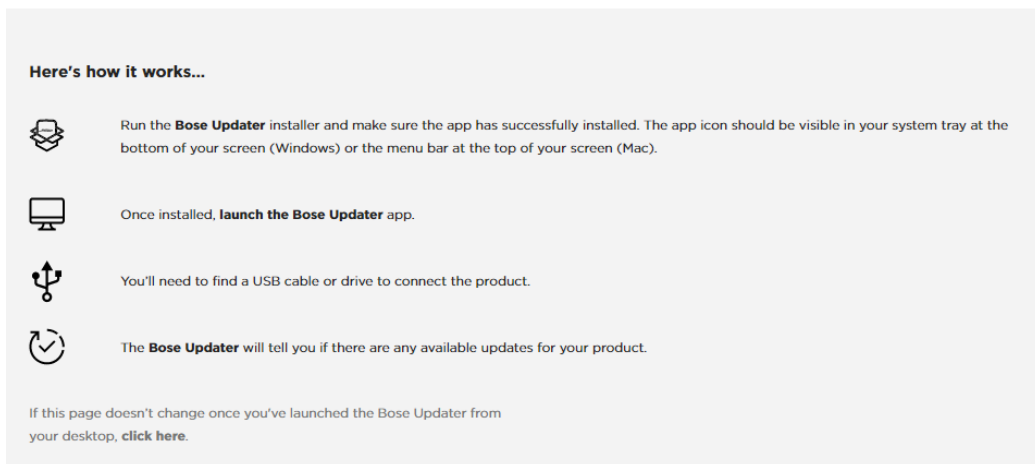 Here's how it works...
Run the Bose Updater installer and make sure the app has successfully installed. The app icon should be visible in your system tray at the
bottom of your screen (Windows) or the menu bar at the top of your screen (Mac).
Once installed, launch the Bose Updater app.
You'll need to find a USB cable or drive to connect the product.
The Bose Updater will tell you if there are any available updates for your product.
If this page doesn't change once you've launched the Bose Updater from
your desktop, click here.